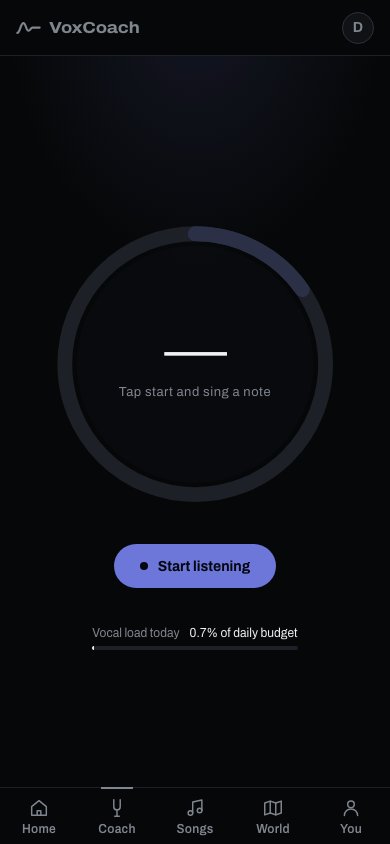 VoxCoach
D
—
Tap start and sing a note
Start listening
Vocal load today 0.7% of daily budget
Home Coach Songs World You